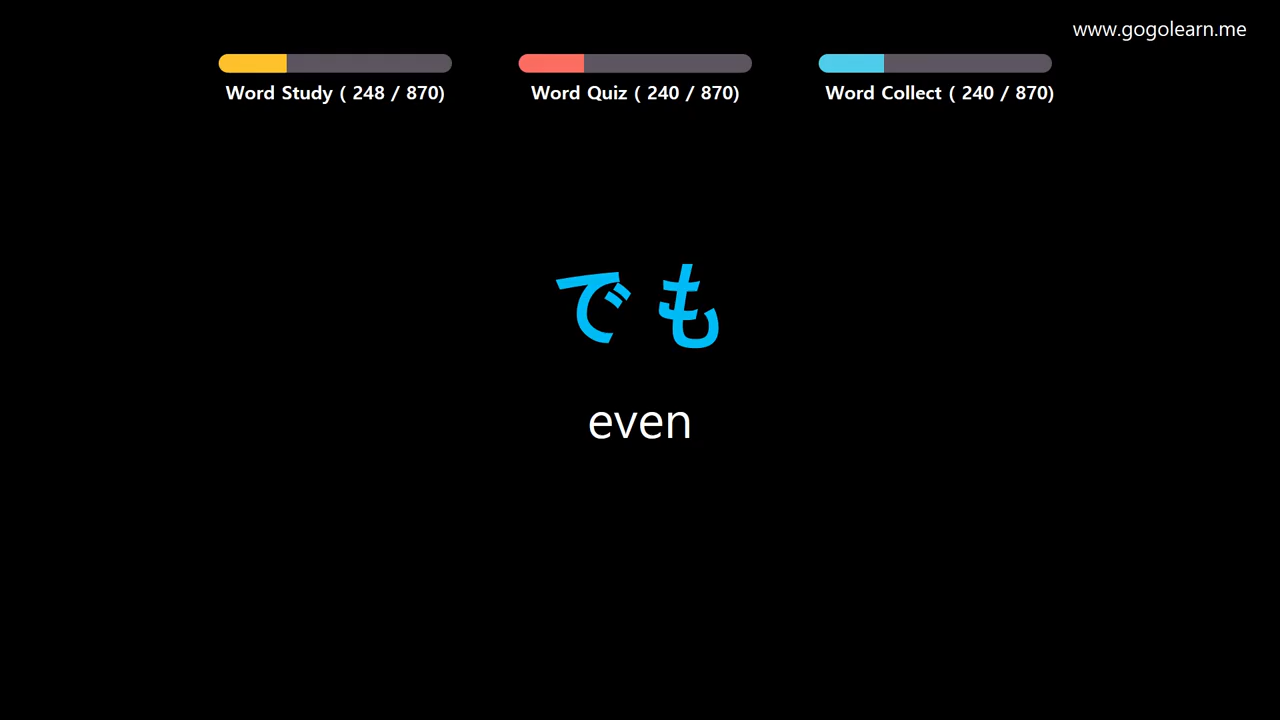 www.gogolearn.me
Word Study ( 248 / 870)
Word Quiz ( 240 / 870)
Word Collect ( 240 / 870)
でも
even